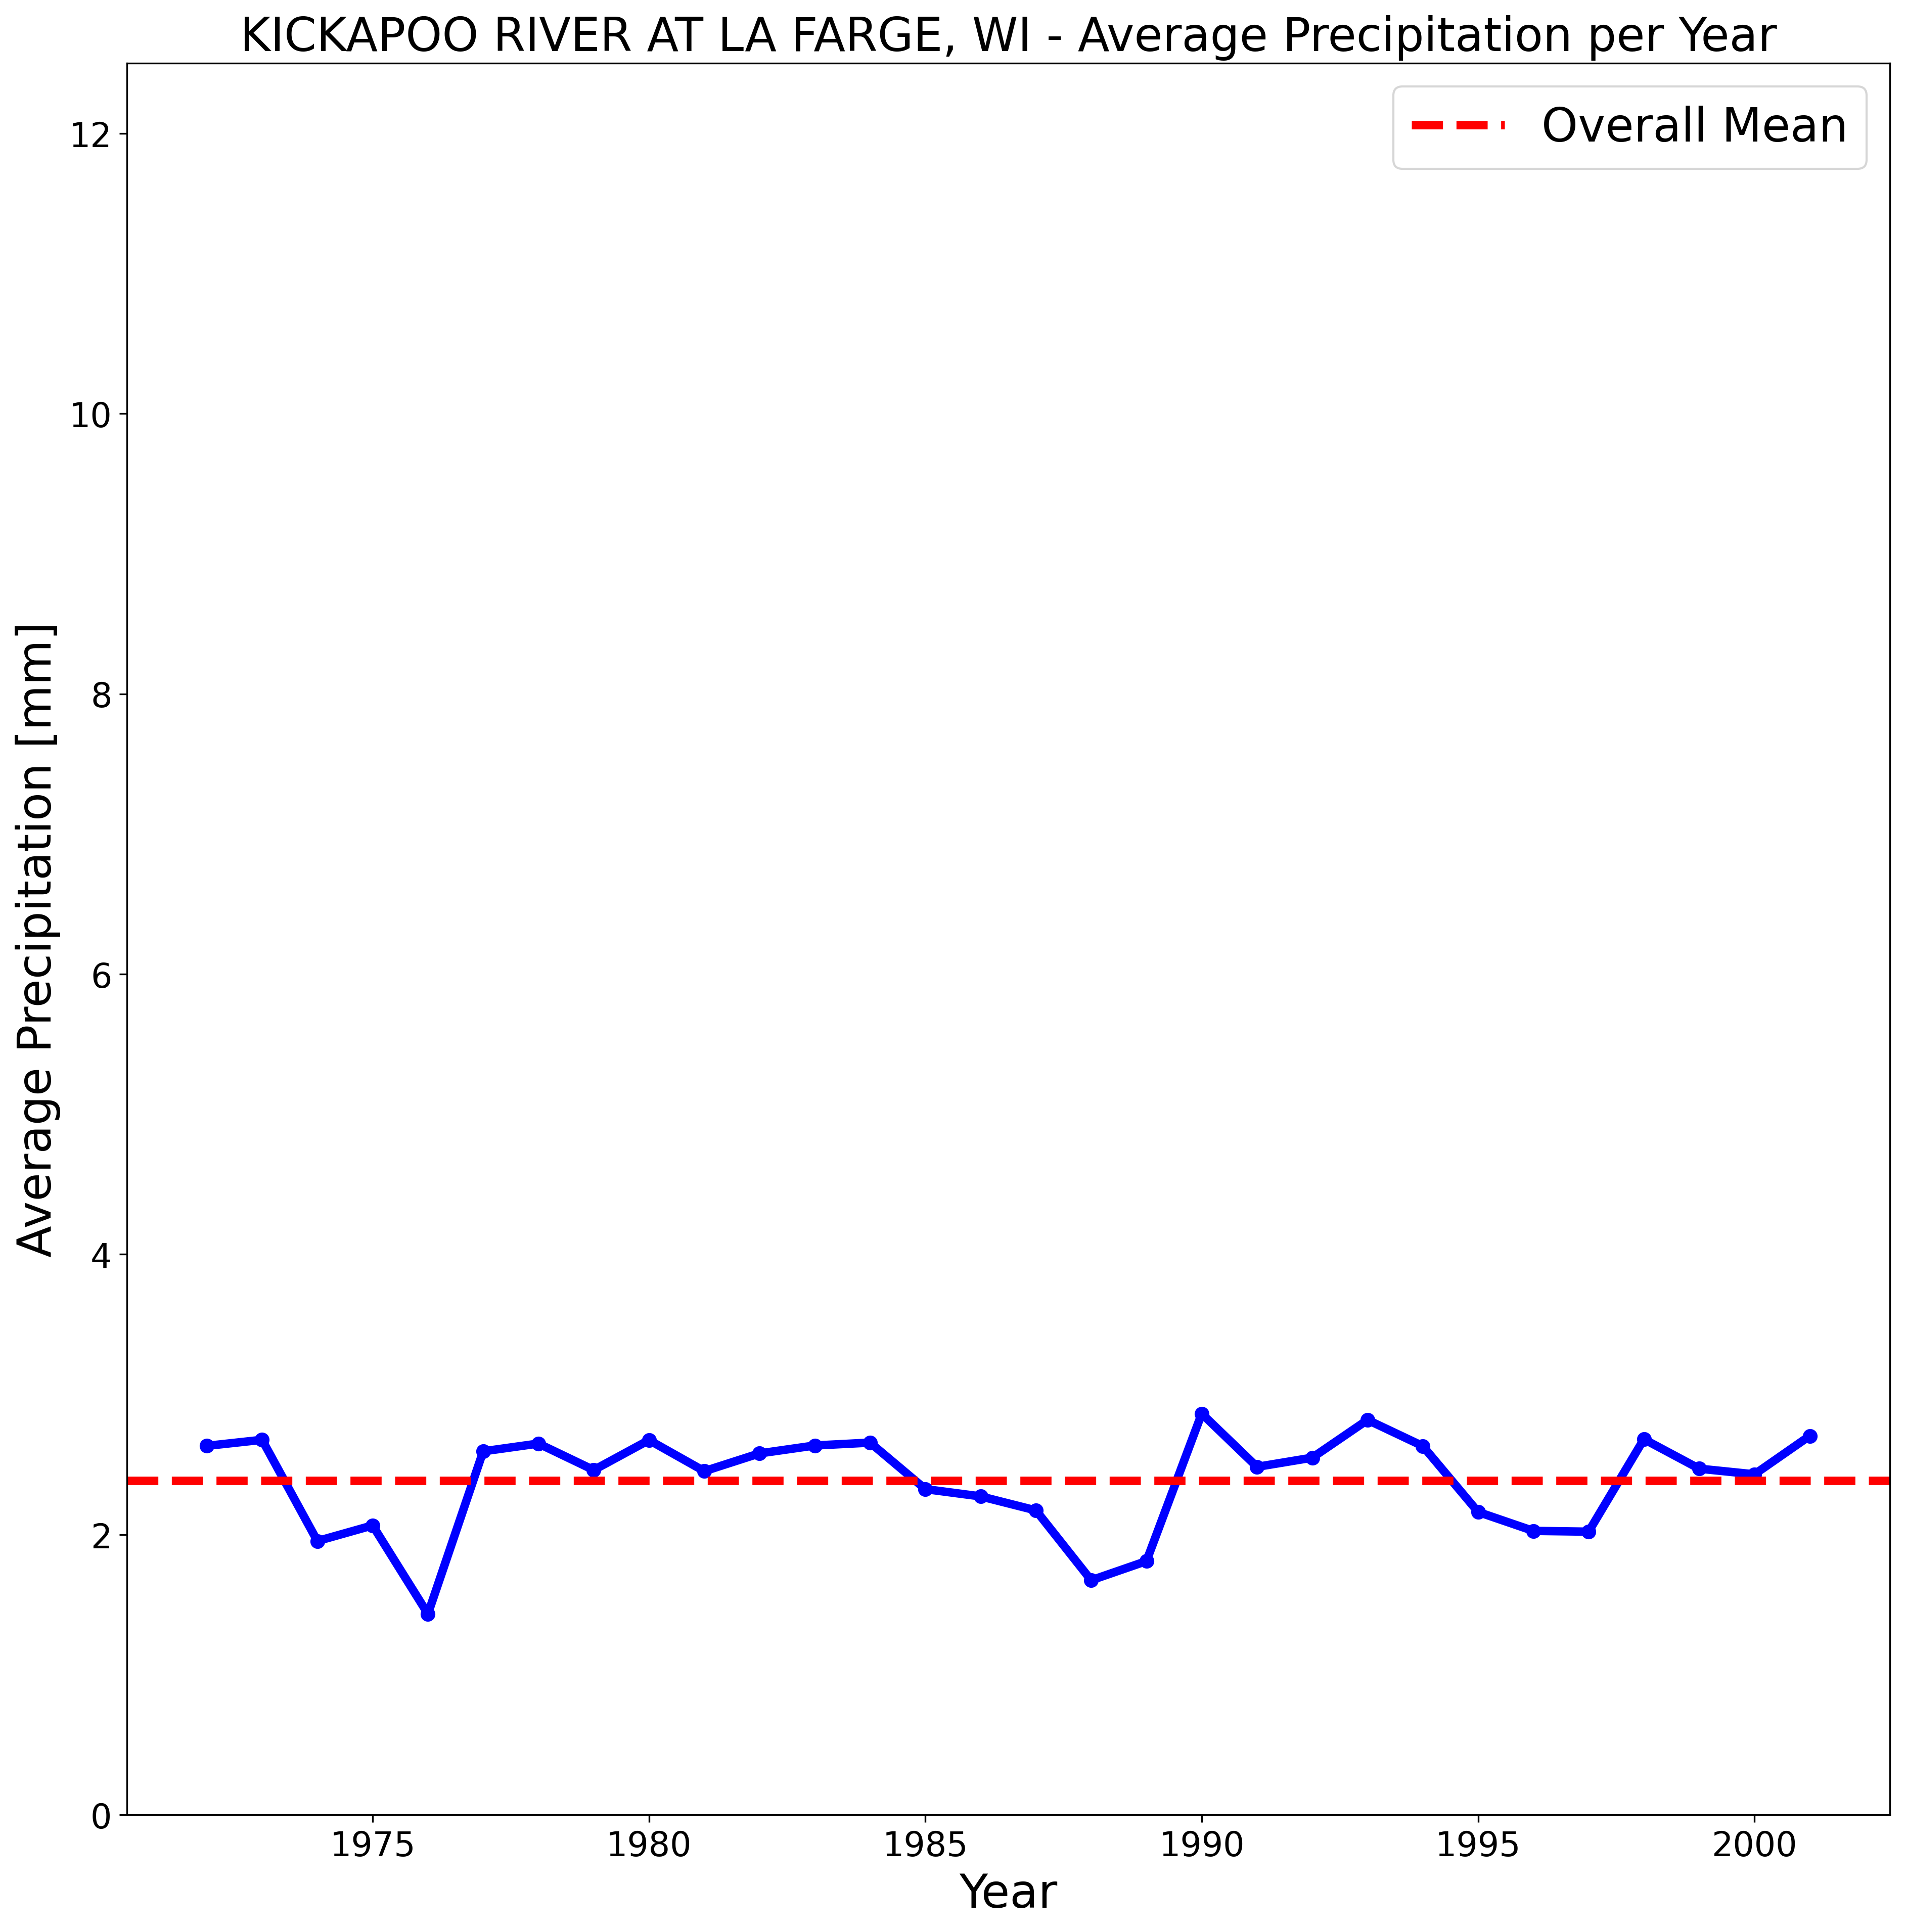 KICKAPOO RIVER AT LA FARGE, WI - Average Precipitation per Year
Overall Mean
Average Precipitation [mm]
12
10
8
6
4
2
0
1975 1980 1985 1990 1995 2000
Year